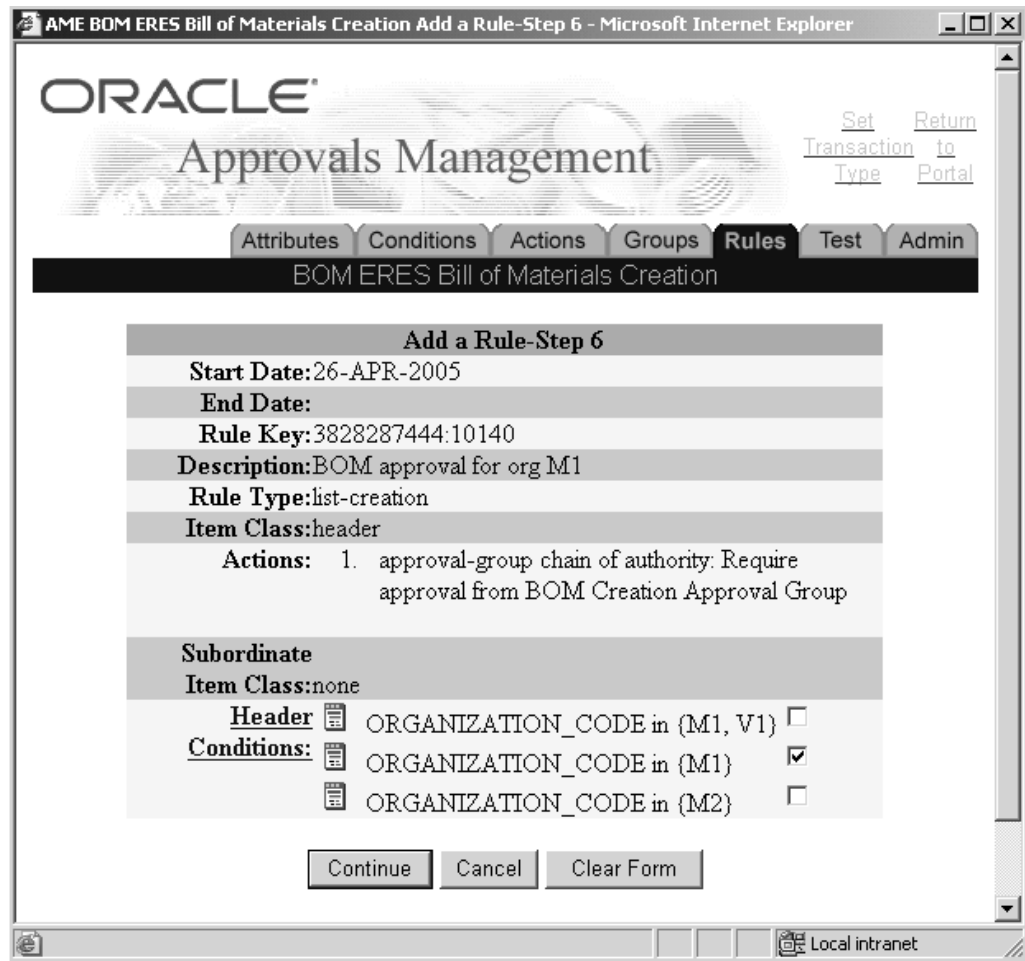 AME BOM ERES Bill of Materials Creation Add a Rule-Step 6 - Microsoft Internet Explorer
ORACLE
Set Transaction Type
Return to Portal
Approvals Management
Attributes Conditions Actions Groups Rules Test Admin
BOM ERES Bill of Materials Creation
Add a Rule-Step 6
Start Date:26-APR-2005
End Date:
Rule Key:3828287444:10140
Description:BOM approval for org M1
Rule Type:list-creation
Item Class:header
Actions: 1. approval-group chain of authority: Require
approval from BOM Creation Approval Group
Subordinate
Item Class:none
Header
Conditions:
ORGANIZATION_CODE in {M1, V1}
ORGANIZATION_CODE in {M1}
ORGANIZATION_CODE in {M2}
Continue Cancel Clear Form
Local intranet